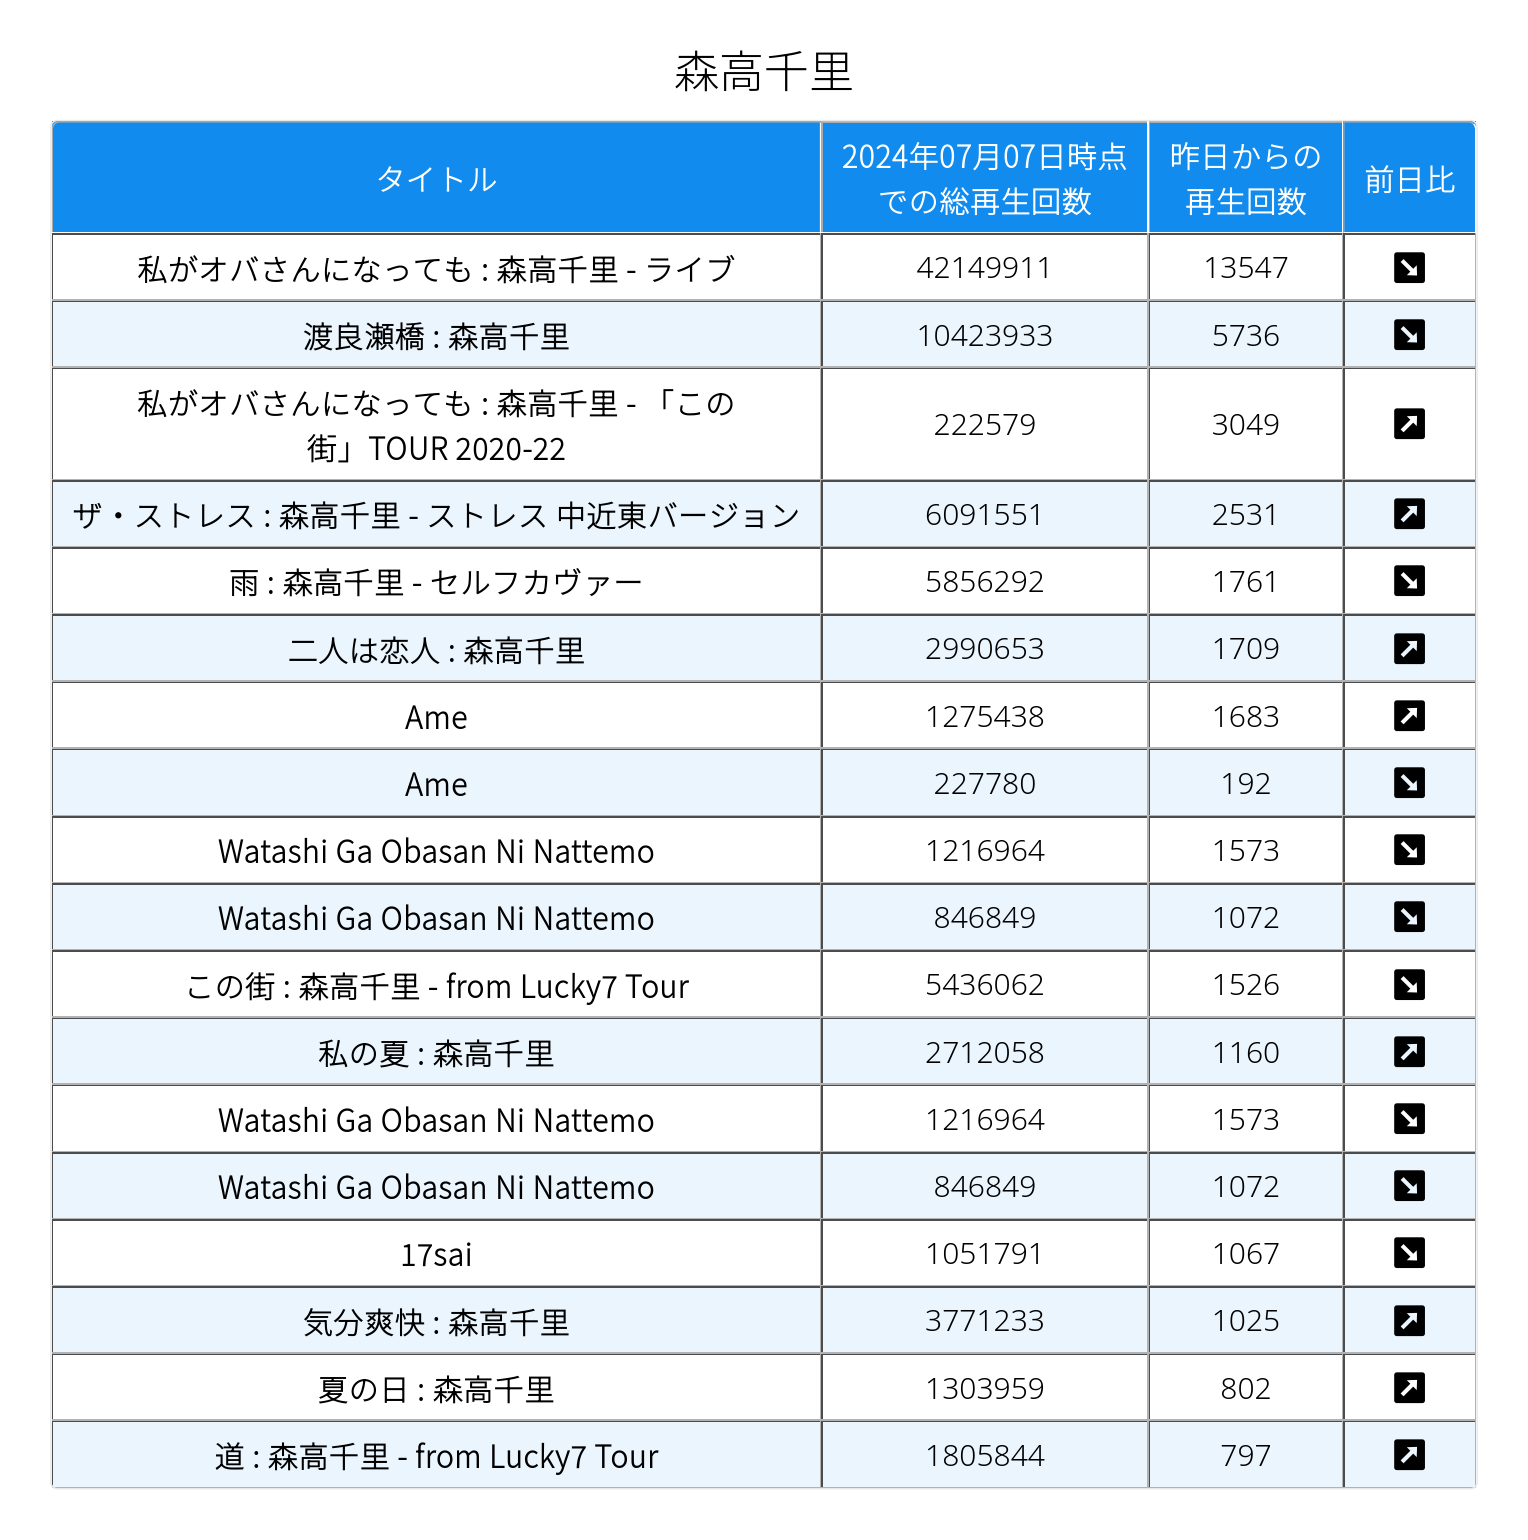 森高千里
タイトル
2024年07月07日時点
での総再生回数
昨日からの
再生回数
前日比
私がオバさんになっても : 森高千里 - ライブ 42149911 13547
渡良瀬橋 : 森高千里 10423933 5736
私がオバさんになっても : 森高千里 - 「この
街」TOUR 2020-22 222579 3049
ザ・ストレス : 森高千里 - ストレス 中近東バージョン 6091551 2531
雨 : 森高千里 - セルフカヴァー 5856292 1761
二人は恋人 : 森高千里 2990653 1709
Ame 1275438 1683
Ame 227780 192
Watashi Ga Obasan Ni Nattemo 1216964 1573
Watashi Ga Obasan Ni Nattemo 846849 1072
この街 : 森高千里 - from Lucky7 Tour 5436062 1526
私の夏 : 森高千里 2712058 1160
Watashi Ga Obasan Ni Nattemo 1216964 1573
Watashi Ga Obasan Ni Nattemo 846849 1072
17sai 1051791 1067
気分爽快 : 森高千里 3771233 1025
夏の日 : 森高千里 1303959 802
道 : 森高千里 - from Lucky7 Tour 1805844 797